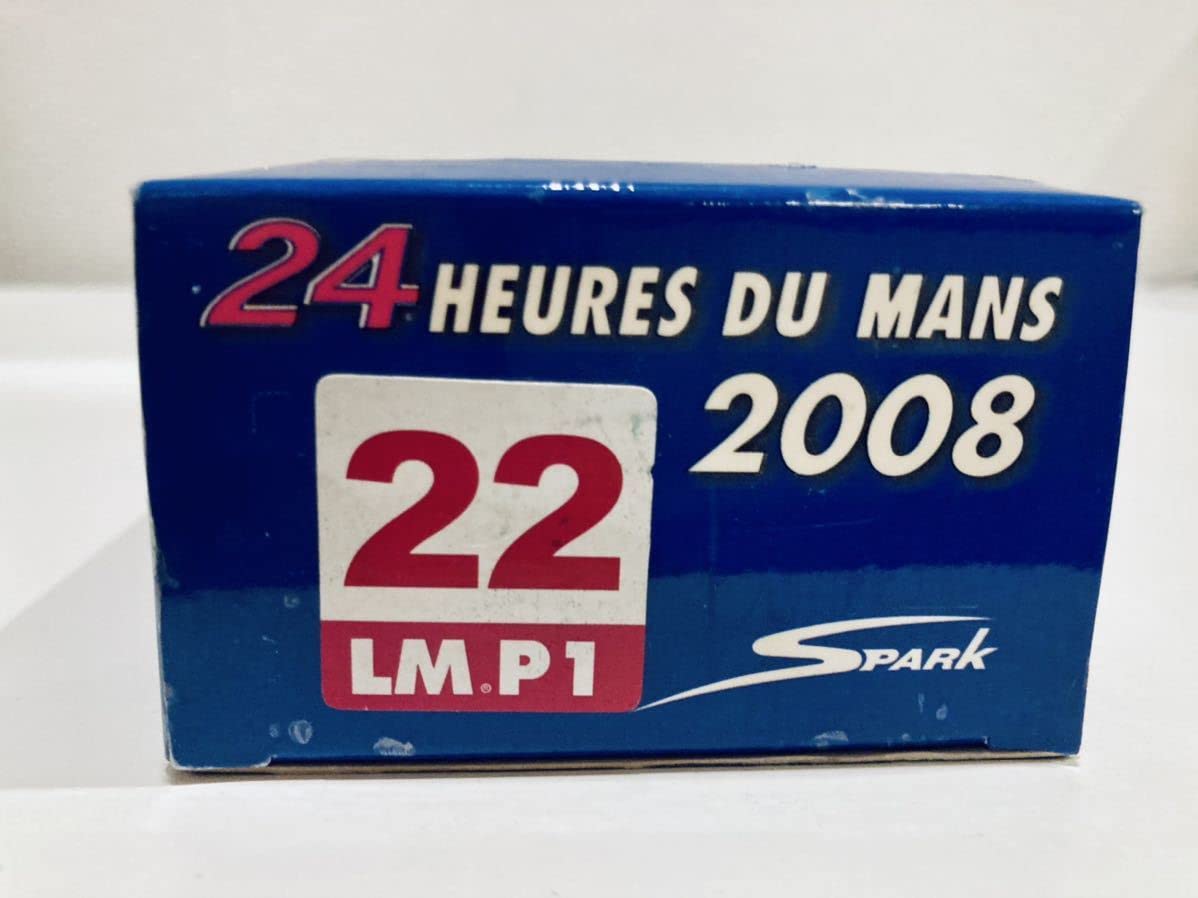 24 HEURES DU MANS
2008
22
LM®P1
SPARK